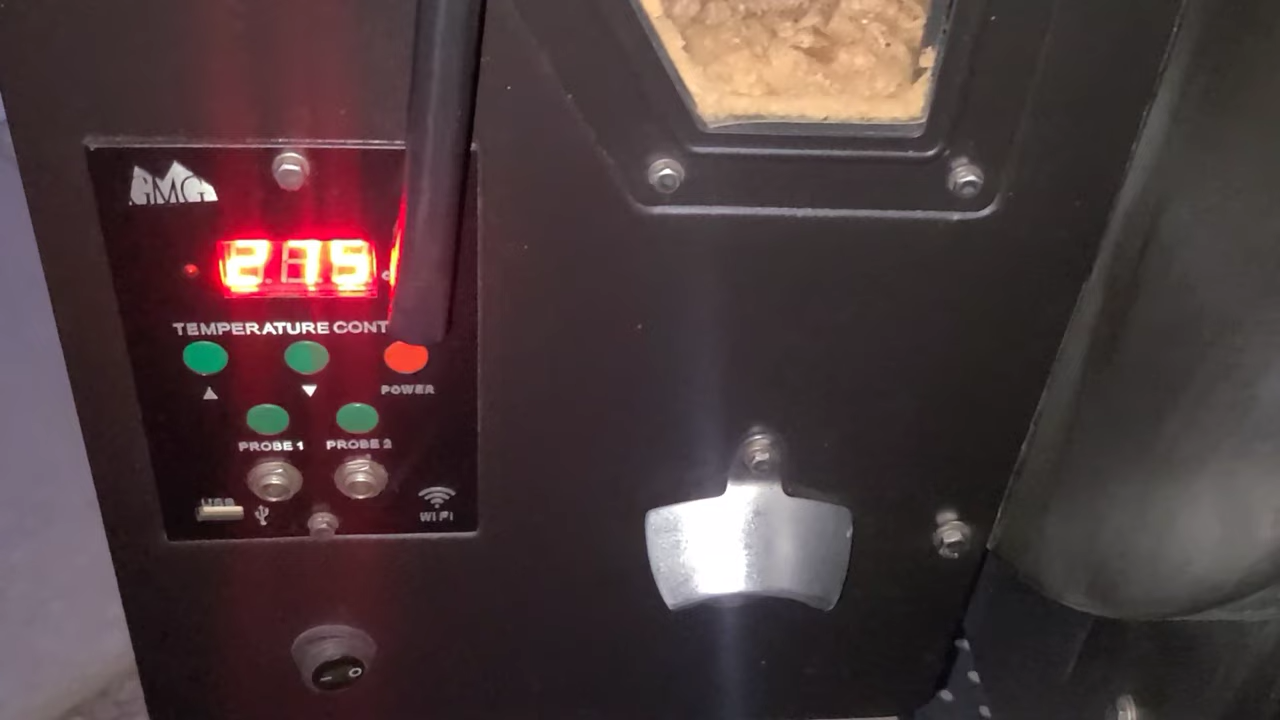 GMG
275
TEMPERATURE CONT
POWER
PROBE 1 PROBE 2
USB
WIFI